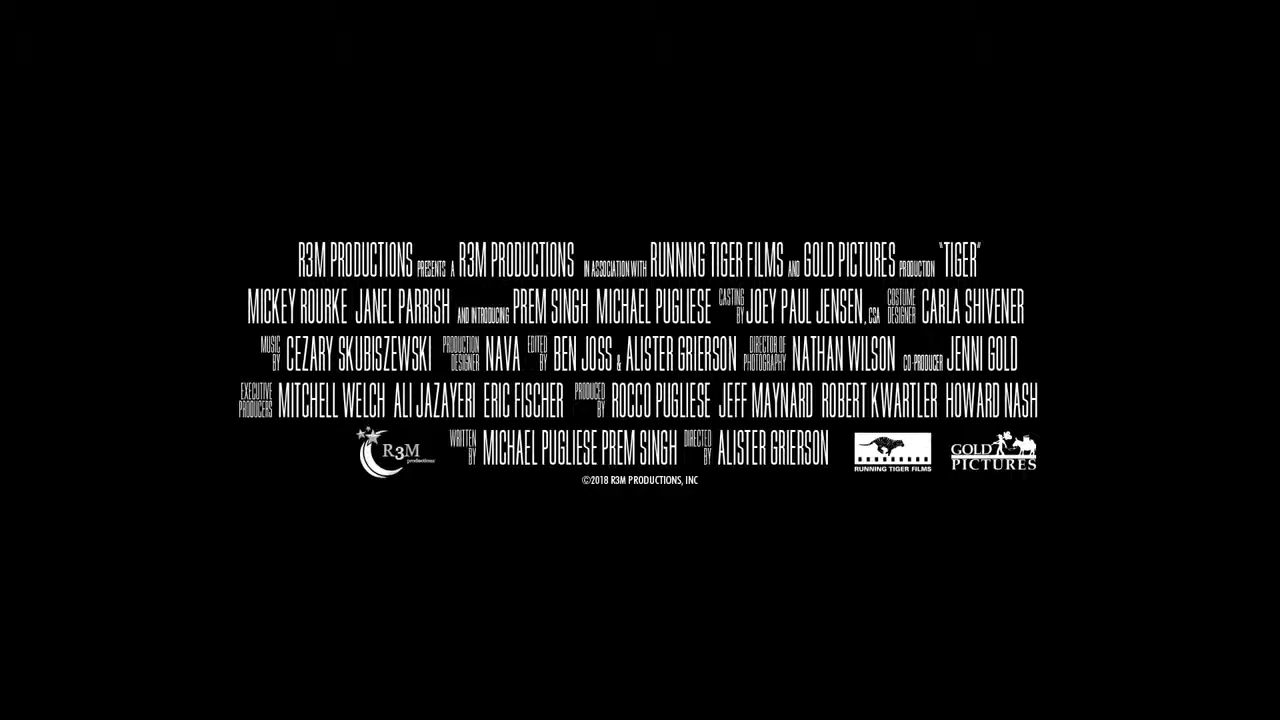 R3M PRODUCTIONS PRESENTS A R3M PRODUCTIONS IN ASSOCIATION WITH RUNNING TIGER FILMS AND GOLD PICTURES PRODUCTION "TIGER"
MICKEY ROURKE JANEL PARRISH AND INTRODUCING PREM SINGH MICHAEL PUGLIESE CASTING BY JOEY PAUL JENSEN, CSA COSTUME DESIGNER CARLA SHIVENER
MUSIC BY CEZARY SKUBISZEWSKI PRODUCTION DESIGNER NAVA EDITED BY BEN JOSS & ALISTER GRIERSON DIRECTOR OF PHOTOGRAPHY NATHAN WILSON CO-PRODUCER JENNI GOLD
EXECUTIVE PRODUCERS MITCHELL WELCH ALI JAZAYERI ERIC FISCHER PRODUCED BY ROCCO PUGLIESE JEFF MAYNARD ROBERT KWARTLER HOWARD NASH
R3M productions WRITTEN BY MICHAEL PUGLIESE PREM SINGH DIRECTED BY ALISTER GRIERSON RUNNING TIGER FILMS GOLD PICTURES
©2018 R3M PRODUCTIONS, INC